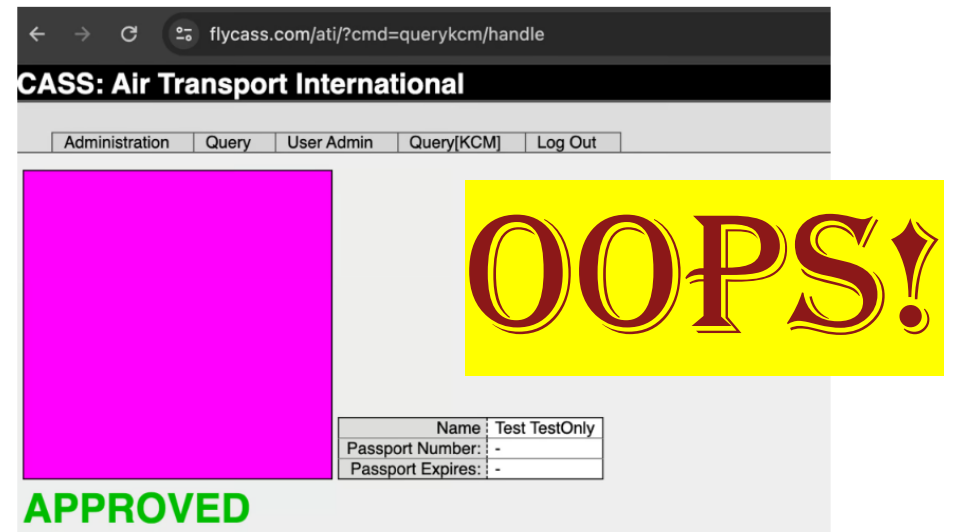 flycass.com/ati/?cmd=querykcm/handle
CASS: Air Transport International
Administration Query User Admin Query[KCM] Log Out
OOPS!
Name Test TestOnly
Passport Number: -
Passport Expires: -
APPROVED